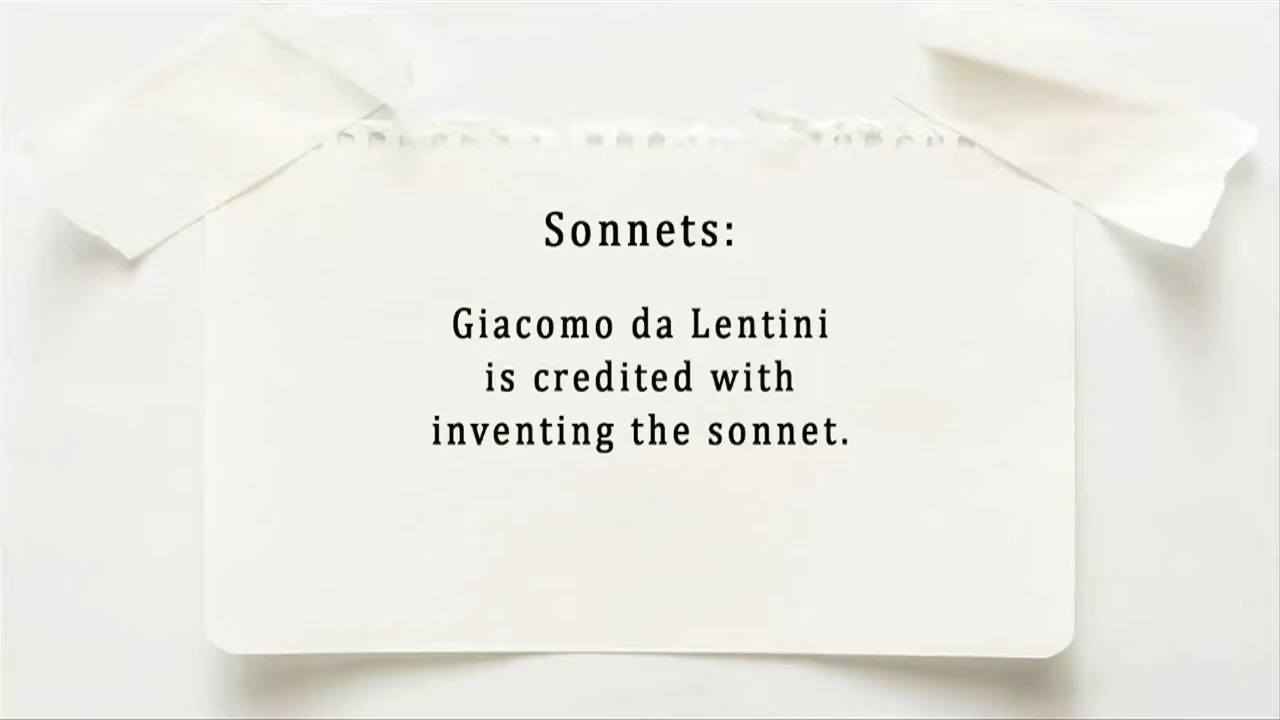 Sonnets:
Giacomo da Lentini
is credited with
inventing the sonnet.